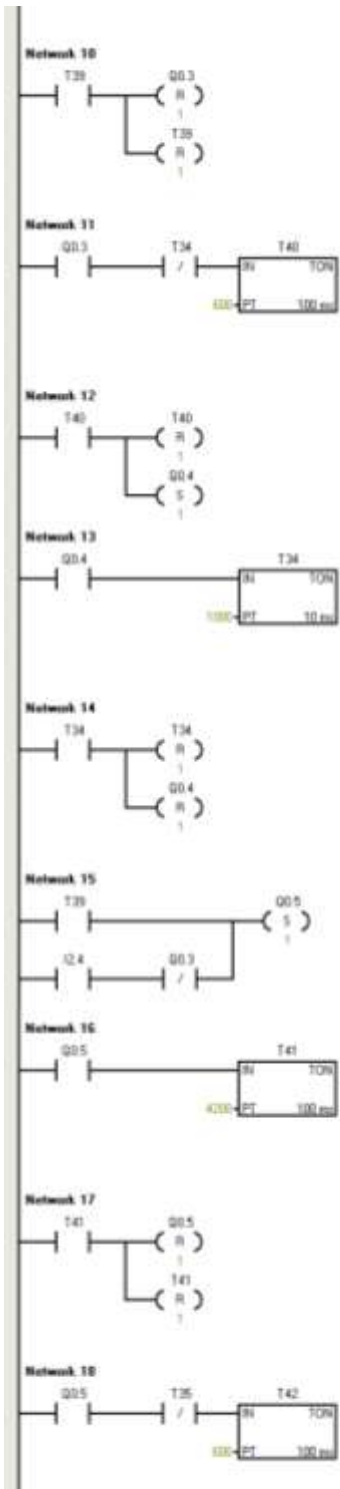 Network 10
T39 Q0.3
R
1
T39
R
1
Network 11
Q0.3 T34 T40
/ IN TON
600 PT 100 ms
Network 12
T40 T40
R
1
Q0.4
S
1
Network 13
Q0.4 T34
IN TON
1000 PT 10 ms
Network 14
T34 T34
R
1
Q0.4
R
1
Network 15
T39 Q0.5
S
1
I2.4 Q0.3
/
Network 16
Q0.5 T41
IN TON
4200 PT 100 ms
Network 17
T41 Q0.5
R
1
T41
R
1
Network 18
Q0.5 T35 T42
/ IN TON
600 PT 100 ms